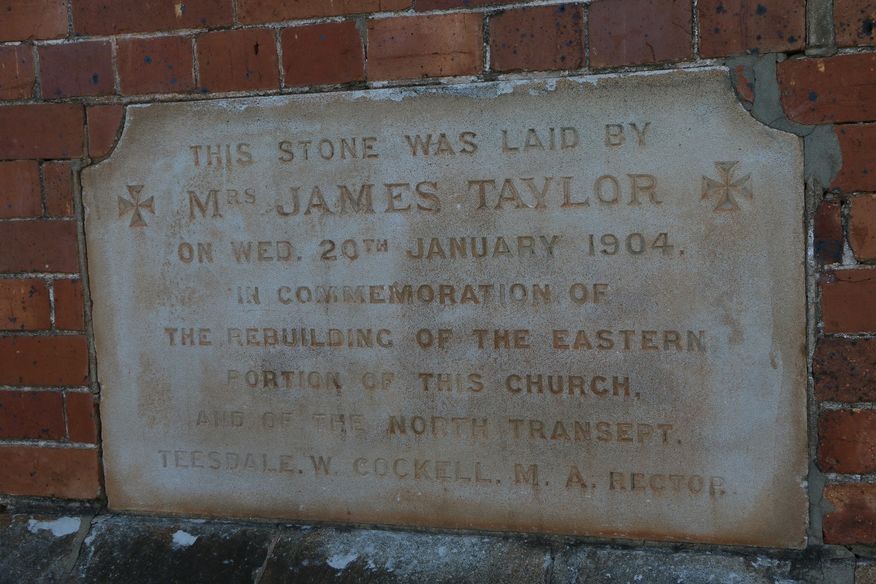 THIS STONE WAS LAID BY
MRS JAMES TAYLOR
ON WED. 20TH JANUARY 1904.
IN COMMEMORATION OF
THE REBUILDING OF THE EASTERN
PORTION OF THIS CHURCH,
AND OF THE NORTH TRANSEPT.
TEESDALE. W. COCKELL. M. A. RECTOR.